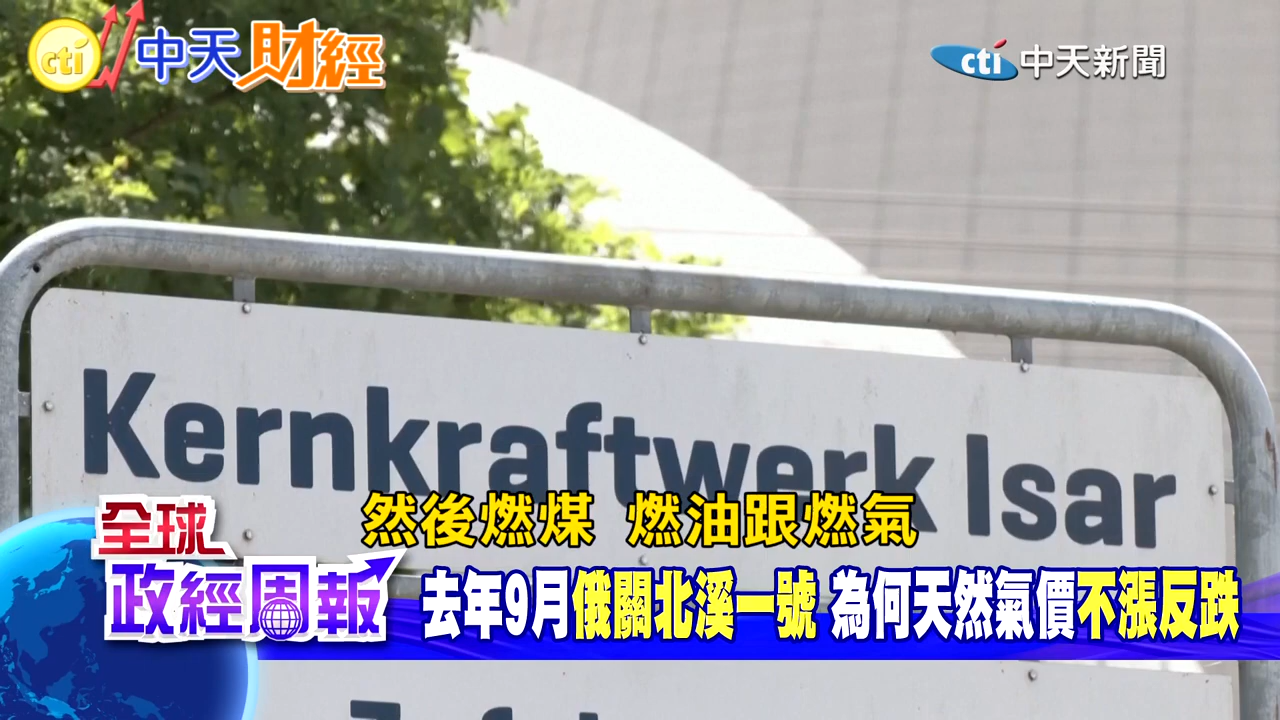 cti 中天財經
cti 中天新聞
Kernkraftwerk Isar
然後燃煤 燃油跟燃氣
全球
政經周報
去年9月俄關北溪一號 為何天然氣價不漲反跌